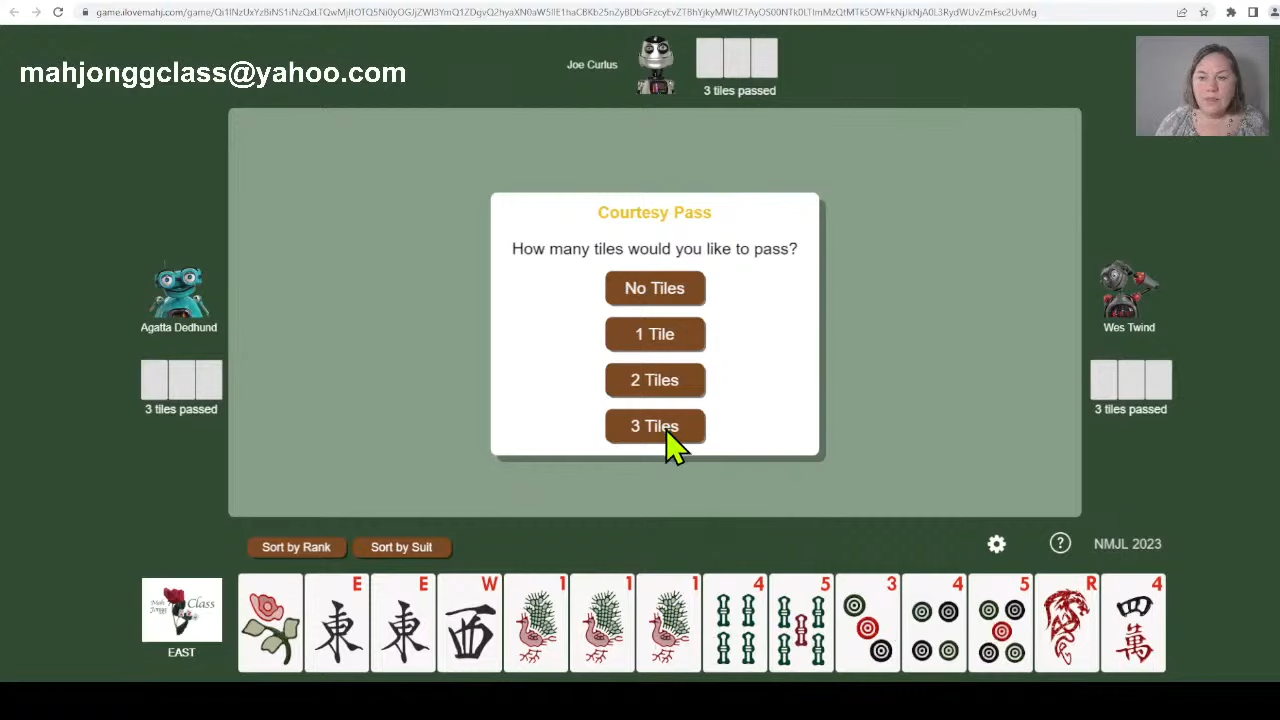 mahjonggclass@yahoo.com
Joe Curlus
3 tiles passed
Courtesy Pass
How many tiles would you like to pass?
No Tiles
1 Tile
2 Tiles
3 Tiles
Agatta Dedhund
3 tiles passed
Wes Twind
3 tiles passed
Sort by Rank
Sort by Suit
?
NMJL 2023
Mah Jongg Class
EAST
E 東
E 東
W 西
1
1
1
4
5
3
4
5
R
4 四萬